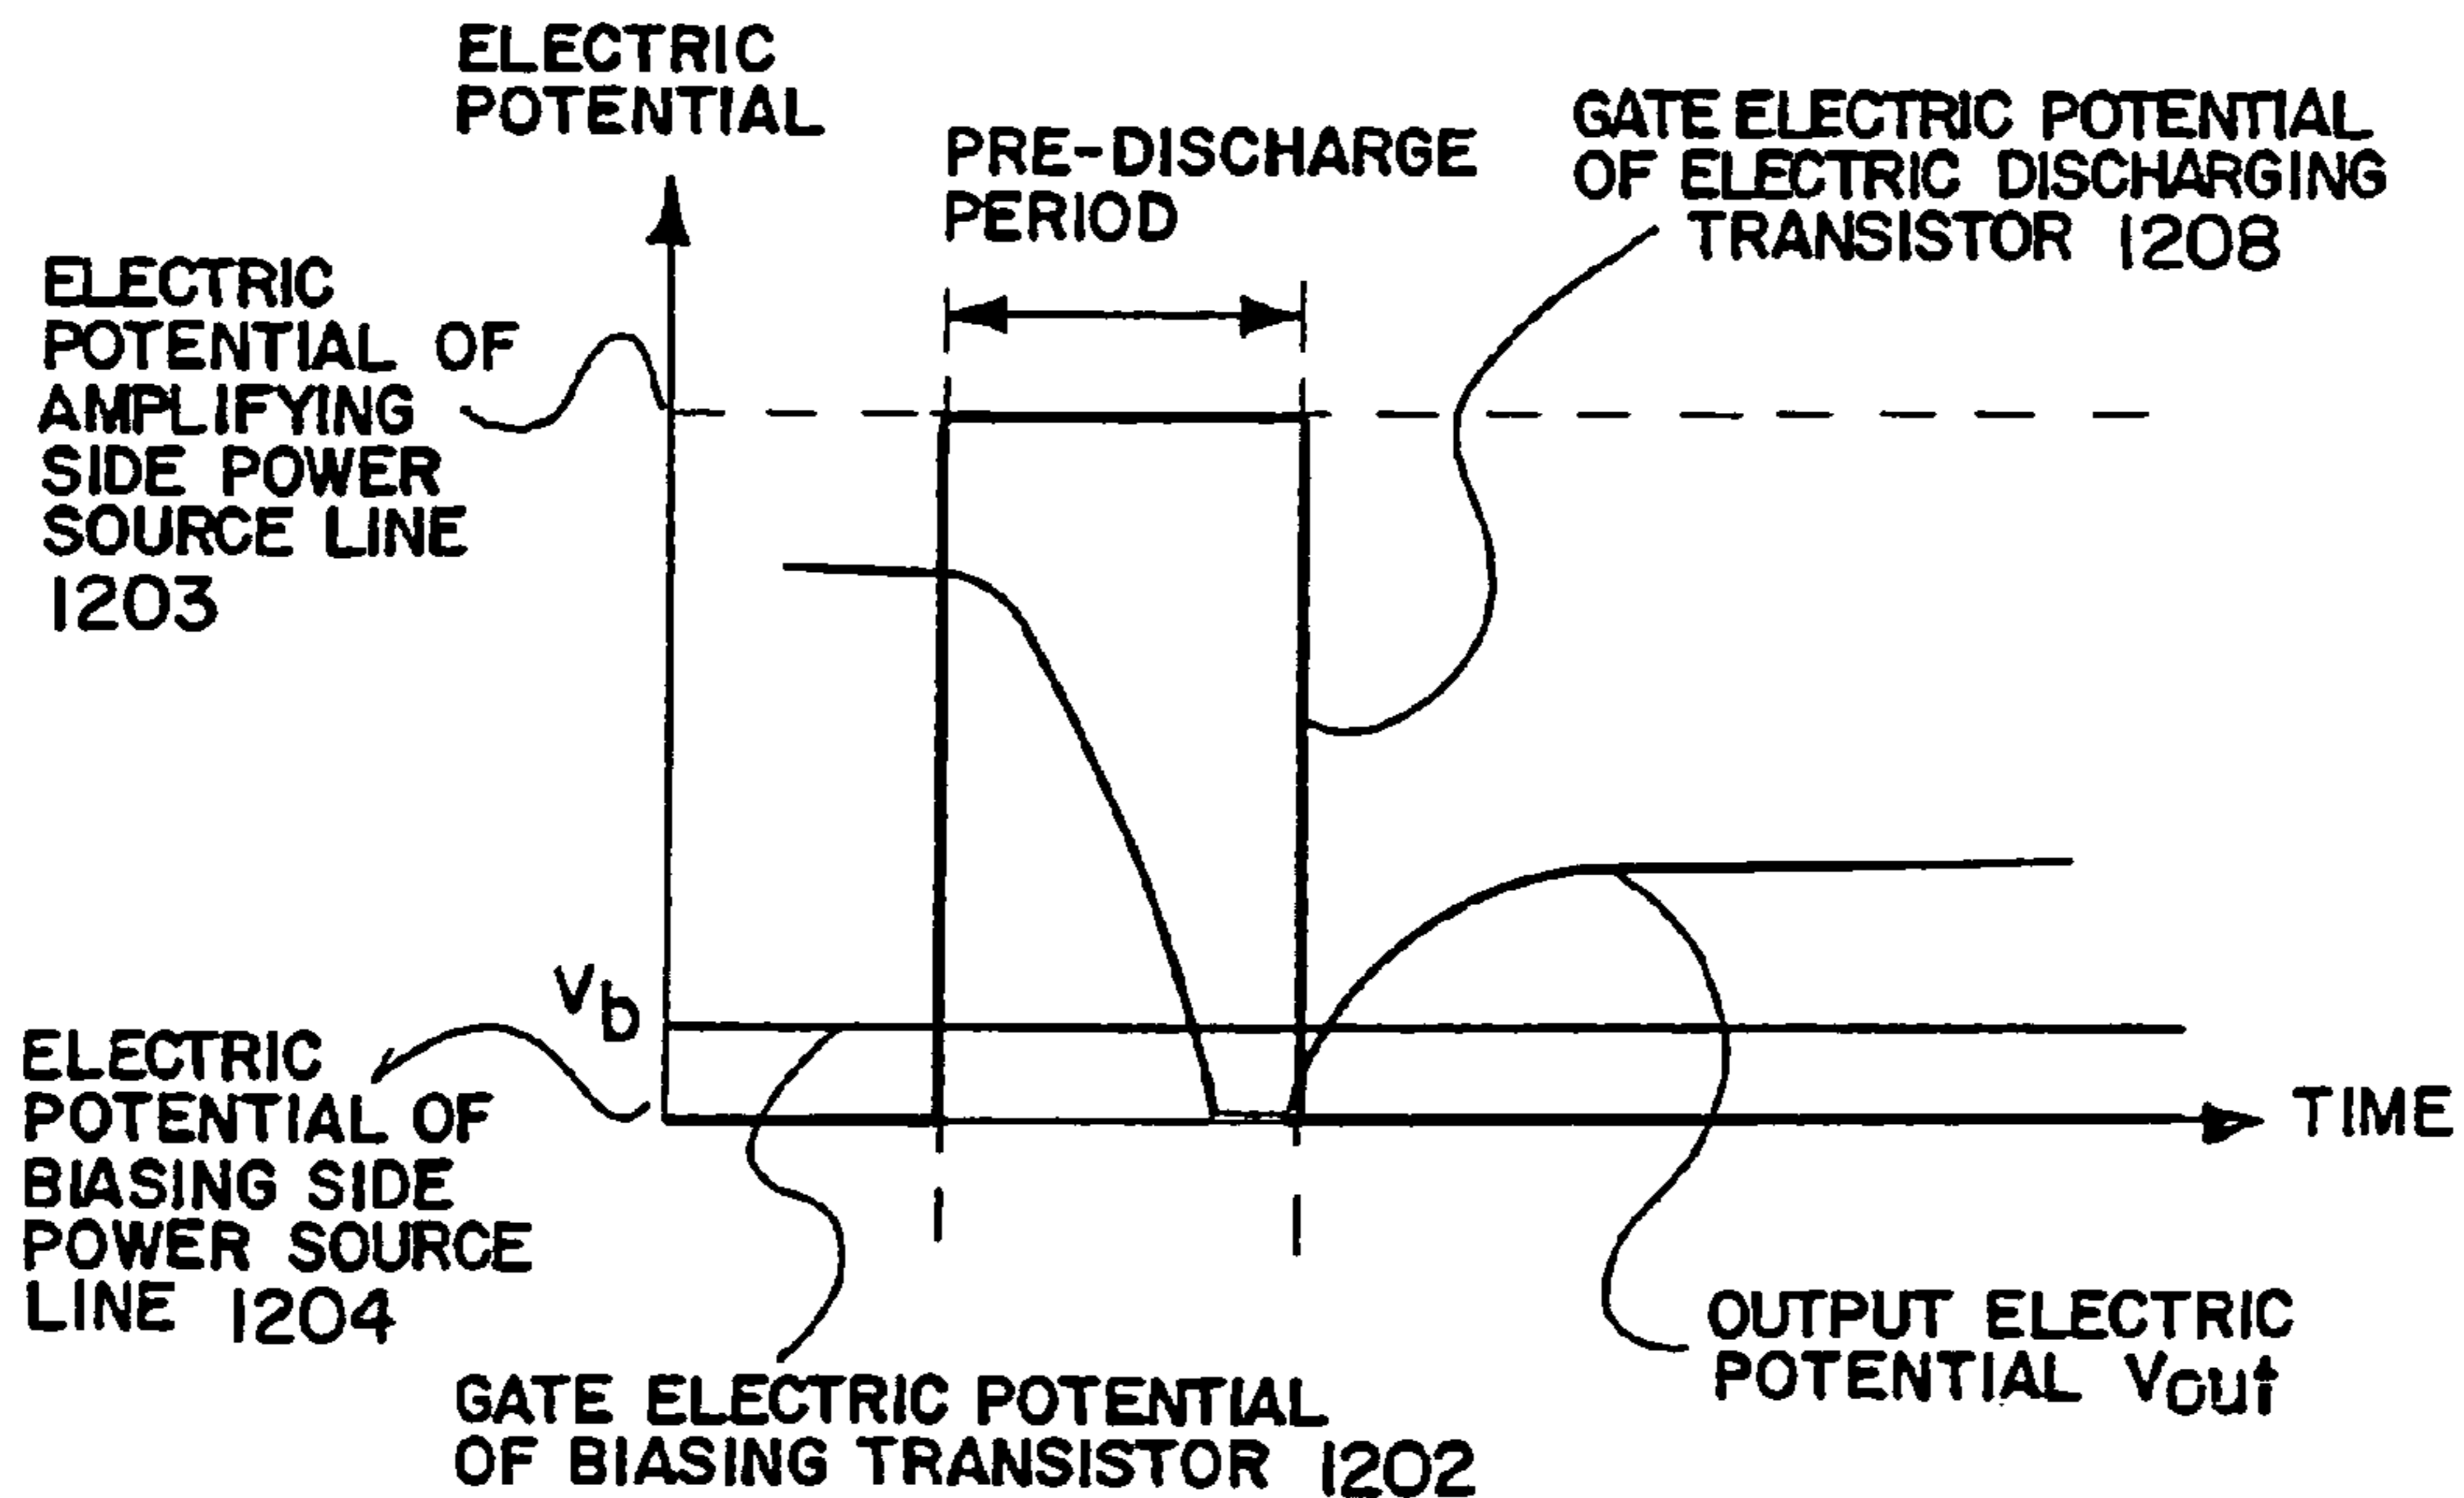 ELECTRIC
POTENTIAL
PRE-DISCHARGE
PERIOD
GATE ELECTRIC POTENTIAL
OF ELECTRIC DISCHARGING
TRANSISTOR 1208
ELECTRIC
POTENTIAL OF
AMPLIFYING
SIDE POWER
SOURCE LINE
1203
Vb
ELECTRIC
POTENTIAL OF
BIASING SIDE
POWER SOURCE
LINE 1204
TIME
GATE ELECTRIC POTENTIAL
OF BIASING TRANSISTOR 1202
OUTPUT ELECTRIC
POTENTIAL Vout